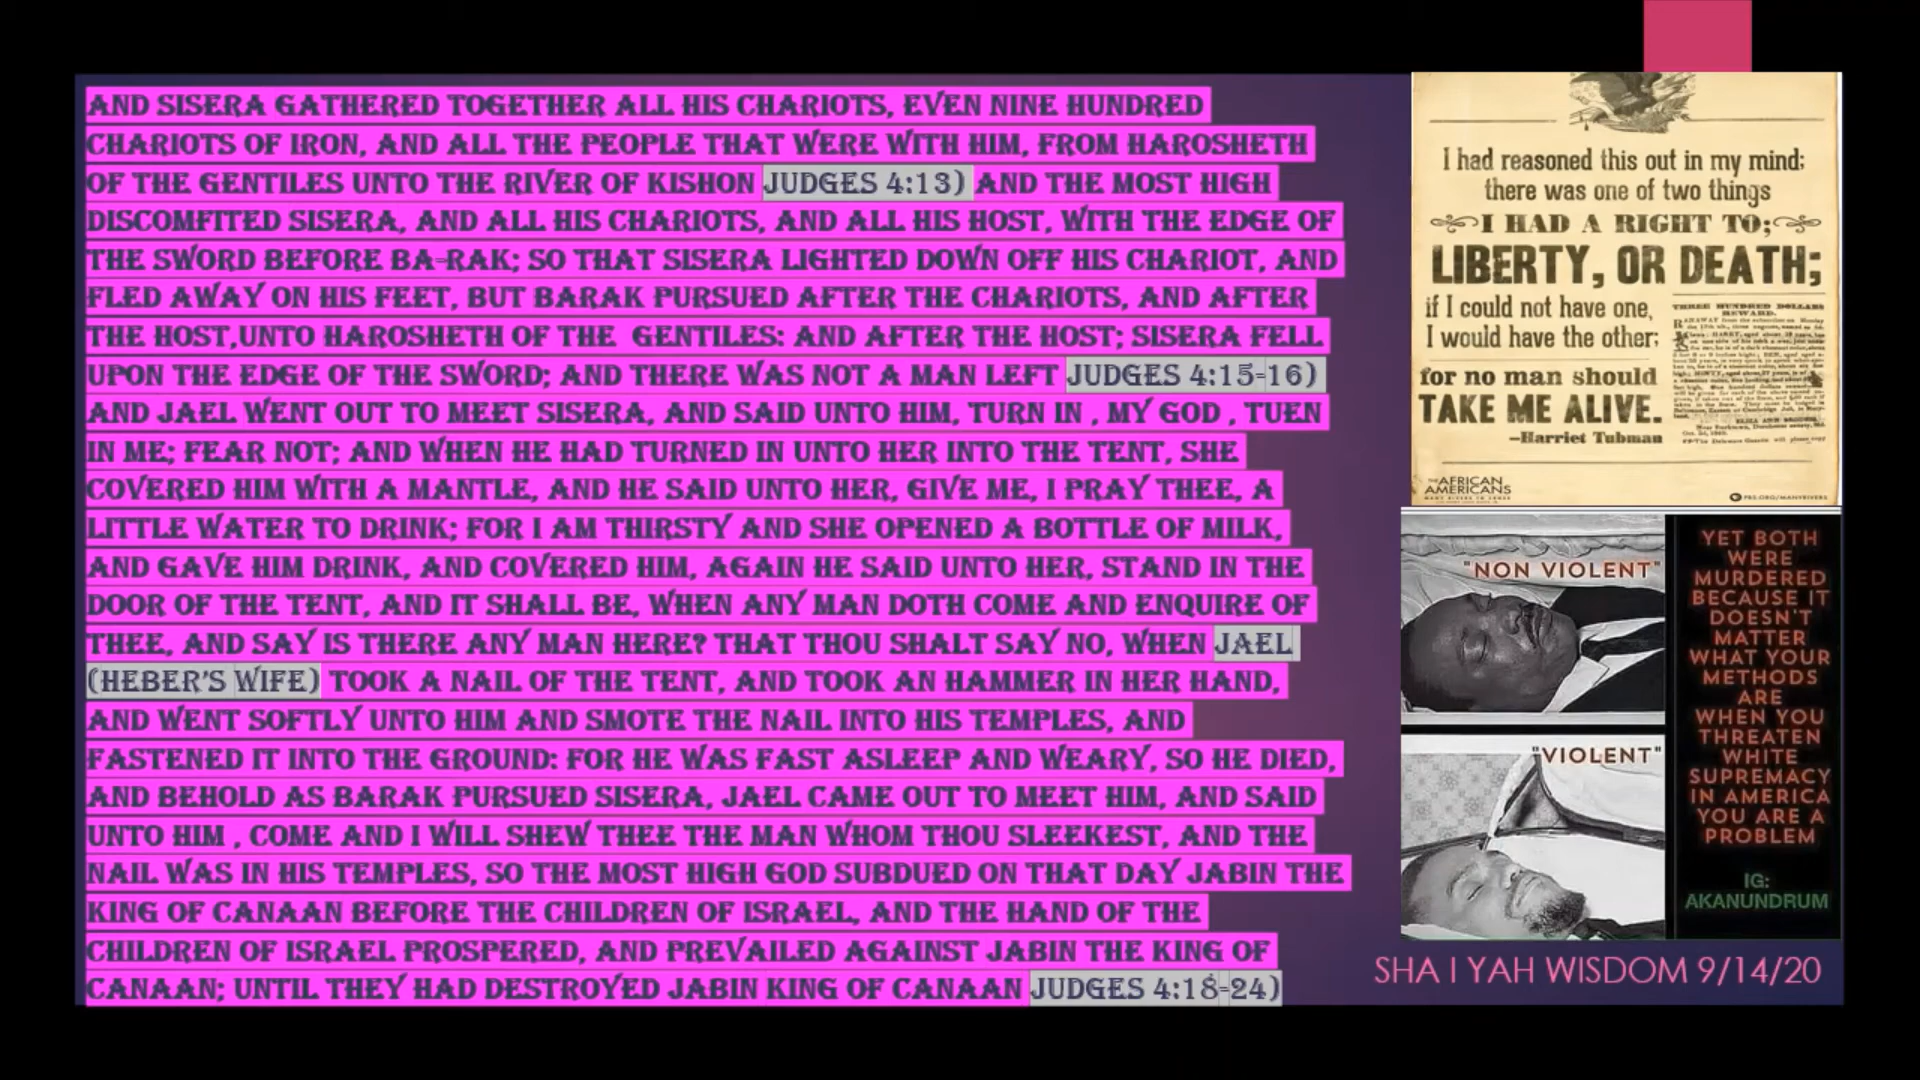 AND SISERA GATHERED TOGETHER ALL HIS CHARIOTS, EVEN NINE HUNDRED
CHARIOTS OF IRON, AND ALL THE PEOPLE THAT WERE WITH HIM, FROM HAROSHETH
OF THE GENTILES UNTO THE RIVER OF KISHON JUDGES 4:13) AND THE MOST HIGH
DISCOMFITED SISERA, AND ALL HIS CHARIOTS, AND ALL HIS HOST, WITH THE EDGE OF
THE SWORD BEFORE BA-RAK; SO THAT SISERA LIGHTED DOWN OFF HIS CHARIOT, AND
FLED AWAY ON HIS FEET, BUT BARAK PURSUED AFTER THE CHARIOTS, AND AFTER
THE HOST,UNTO HAROSHETH OF THE GENTILES: AND AFTER THE HOST; SISERA FELL
UPON THE EDGE OF THE SWORD; AND THERE WAS NOT A MAN LEFT JUDGES 4:15-16)
AND JAEL WENT OUT TO MEET SISERA, AND SAID UNTO HIM, TURN IN , MY GOD , TUEN
IN ME; FEAR NOT; AND WHEN HE HAD TURNED IN UNTO HER INTO THE TENT, SHE
COVERED HIM WITH A MANTLE, AND HE SAID UNTO HER, GIVE ME, I PRAY THEE, A
LITTLE WATER TO DRINK; FOR I AM THIRSTY AND SHE OPENED A BOTTLE OF MILK,
AND GAVE HIM DRINK, AND COVERED HIM, AGAIN HE SAID UNTO HER, STAND IN THE
DOOR OF THE TENT, AND IT SHALL BE, WHEN ANY MAN DOTH COME AND ENQUIRE OF
THEE, AND SAY IS THERE ANY MAN HERE? THAT THOU SHALT SAY NO, WHEN JAEL
(HEBER'S WIFE) TOOK A NAIL OF THE TENT, AND TOOK AN HAMMER IN HER HAND,
AND WENT SOFTLY UNTO HIM AND SMOTE THE NAIL INTO HIS TEMPLES, AND
FASTENED IT INTO THE GROUND: FOR HE WAS FAST ASLEEP AND WEARY, SO HE DIED,
AND BEHOLD AS BARAK PURSUED SISERA, JAEL CAME OUT TO MEET HIM, AND SAID
UNTO HIM , COME AND I WILL SHEW THEE THE MAN WHOM THOU SLEEKEST, AND THE
NAIL WAS IN HIS TEMPLES, SO THE MOST HIGH GOD SUBDUED ON THAT DAY JABIN THE
KING OF CANAAN BEFORE THE CHILDREN OF ISRAEL, AND THE HAND OF THE
CHILDREN OF ISRAEL PROSPERED, AND PREVAILED AGAINST JABIN THE KING OF
CANAAN; UNTIL THEY HAD DESTROYED JABIN KING OF CANAAN JUDGES 4:18-24)
I had reasoned this out in my mind;
there was one of two things
I HAD A RIGHT TO;
LIBERTY, OR DEATH;
if I could not have one,
I would have the other;
for no man should
TAKE ME ALIVE.
–Harriet Tubman
THREE HUNDRED DOLLARS
REWARD.
THE AFRICAN
AMERICANS
PBS.ORG/MANYRIVERS
"NON VIOLENT"
"VIOLENT"
YET BOTH
WERE
MURDERED
BECAUSE IT
DOESN'T
MATTER
WHAT YOUR
METHODS
ARE
WHEN YOU
THREATEN
WHITE
SUPREMACY
IN AMERICA
YOU ARE A
PROBLEM
IG:
AKANUNDRUM
SHA I YAH WISDOM 9/14/20